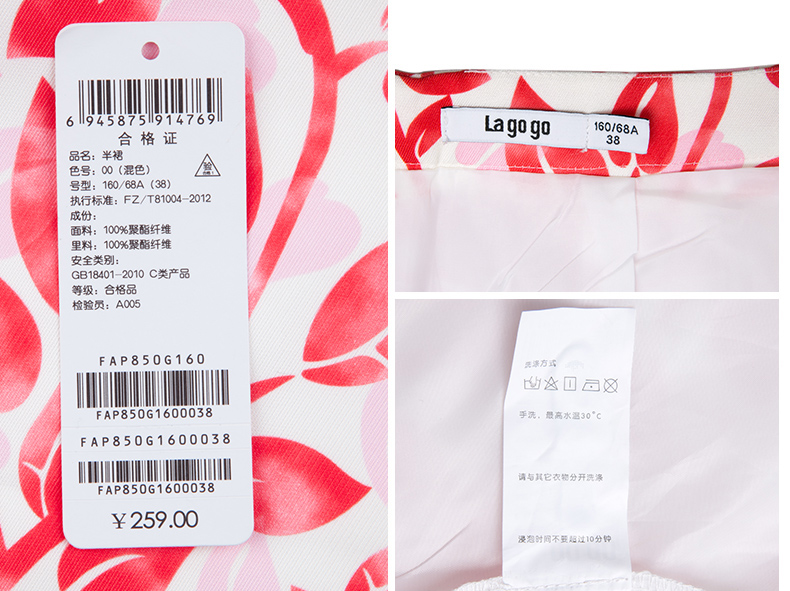 6 945875 914769
合格证
品名：半裙
色号：00（混色）
验
号型：160/68A（38）
执行标准：FZ/T81004-2012
成份：
面料：100%聚酯纤维
里料：100%聚酯纤维
安全类别：
GB18401-2010 C类产品
等级：合格品
检验员：A005
FAP850G160
FAP850G1600038
FAP850G1600038
FAP850G1600038
￥259.00
Lagogo
160/68A
38
洗涤方式
手洗，最高水温30°C
请与其它衣物分开洗涤
浸泡时间不要超过10分钟